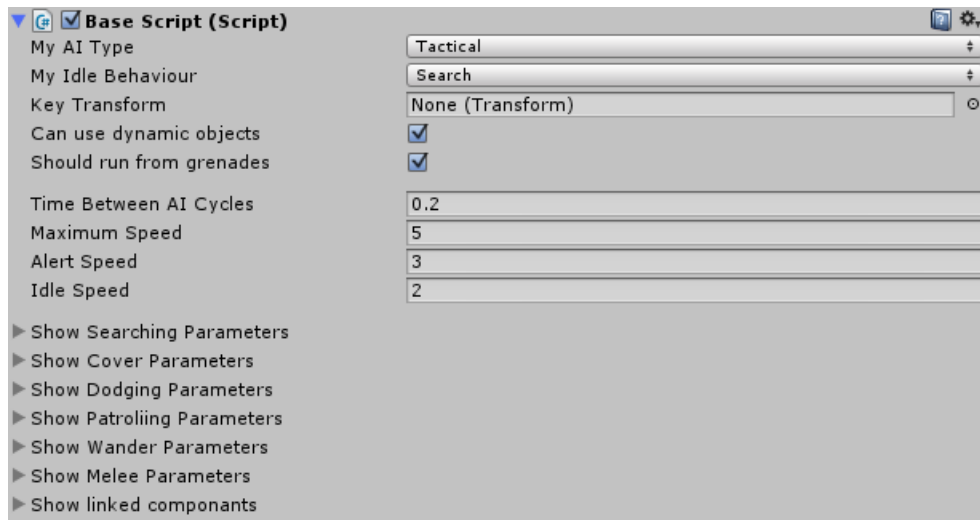 Base Script (Script)
My AI Type Tactical
My Idle Behaviour Search
Key Transform None (Transform)
Can use dynamic objects
Should run from grenades
Time Between AI Cycles 0.2
Maximum Speed 5
Alert Speed 3
Idle Speed 2
Show Searching Parameters
Show Cover Parameters
Show Dodging Parameters
Show Patroliing Parameters
Show Wander Parameters
Show Melee Parameters
Show linked componants